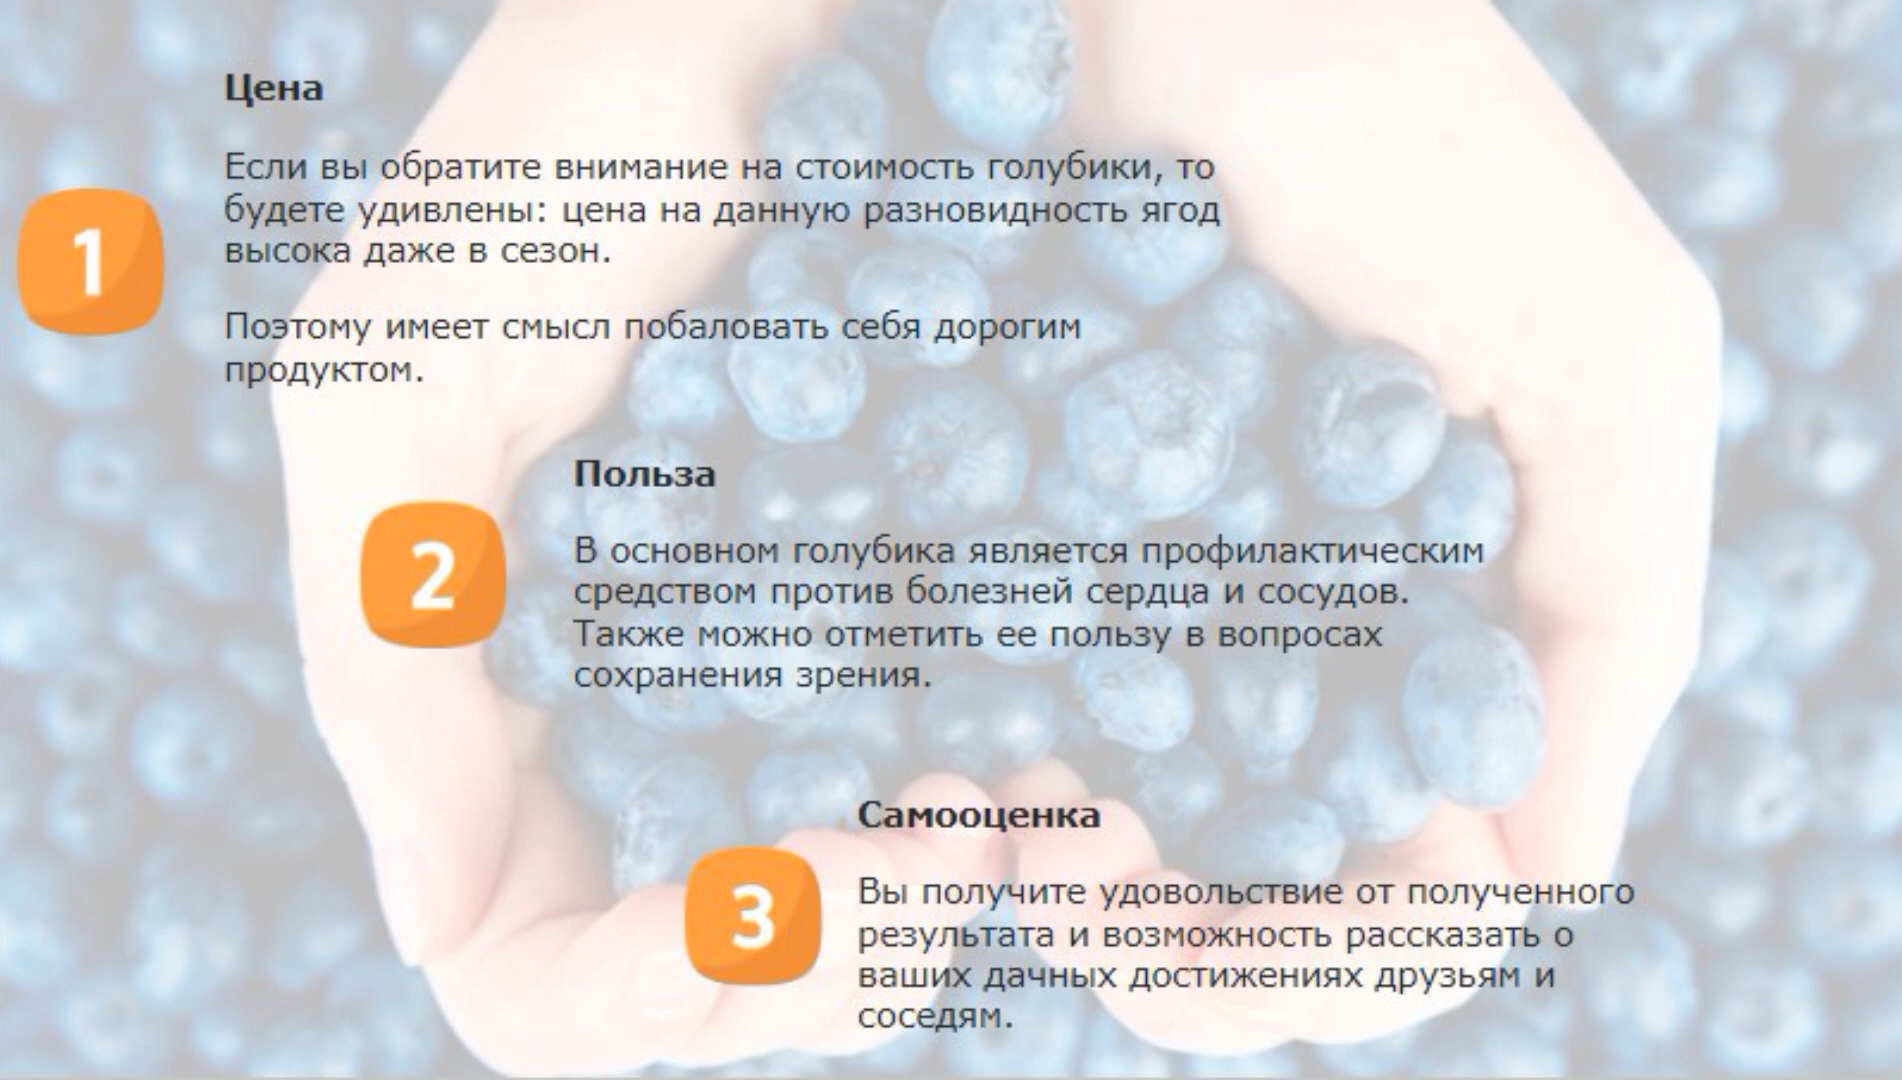 Цена
Если вы обратите внимание на стоимость голубики, то
будете удивлены: цена на данную разновидность ягод
высока даже в сезон.
1
Поэтому имеет смысл побаловать себя дорогим
продуктом.
Польза
2
В основном голубика является профилактическим
средством против болезней сердца и сосудов.
Также можно отметить ее пользу в вопросах
сохранения зрения.
Самооценка
3
Вы получите удовольствие от полученного
результата и возможность рассказать о
ваших дачных достижениях друзьям и
соседям.